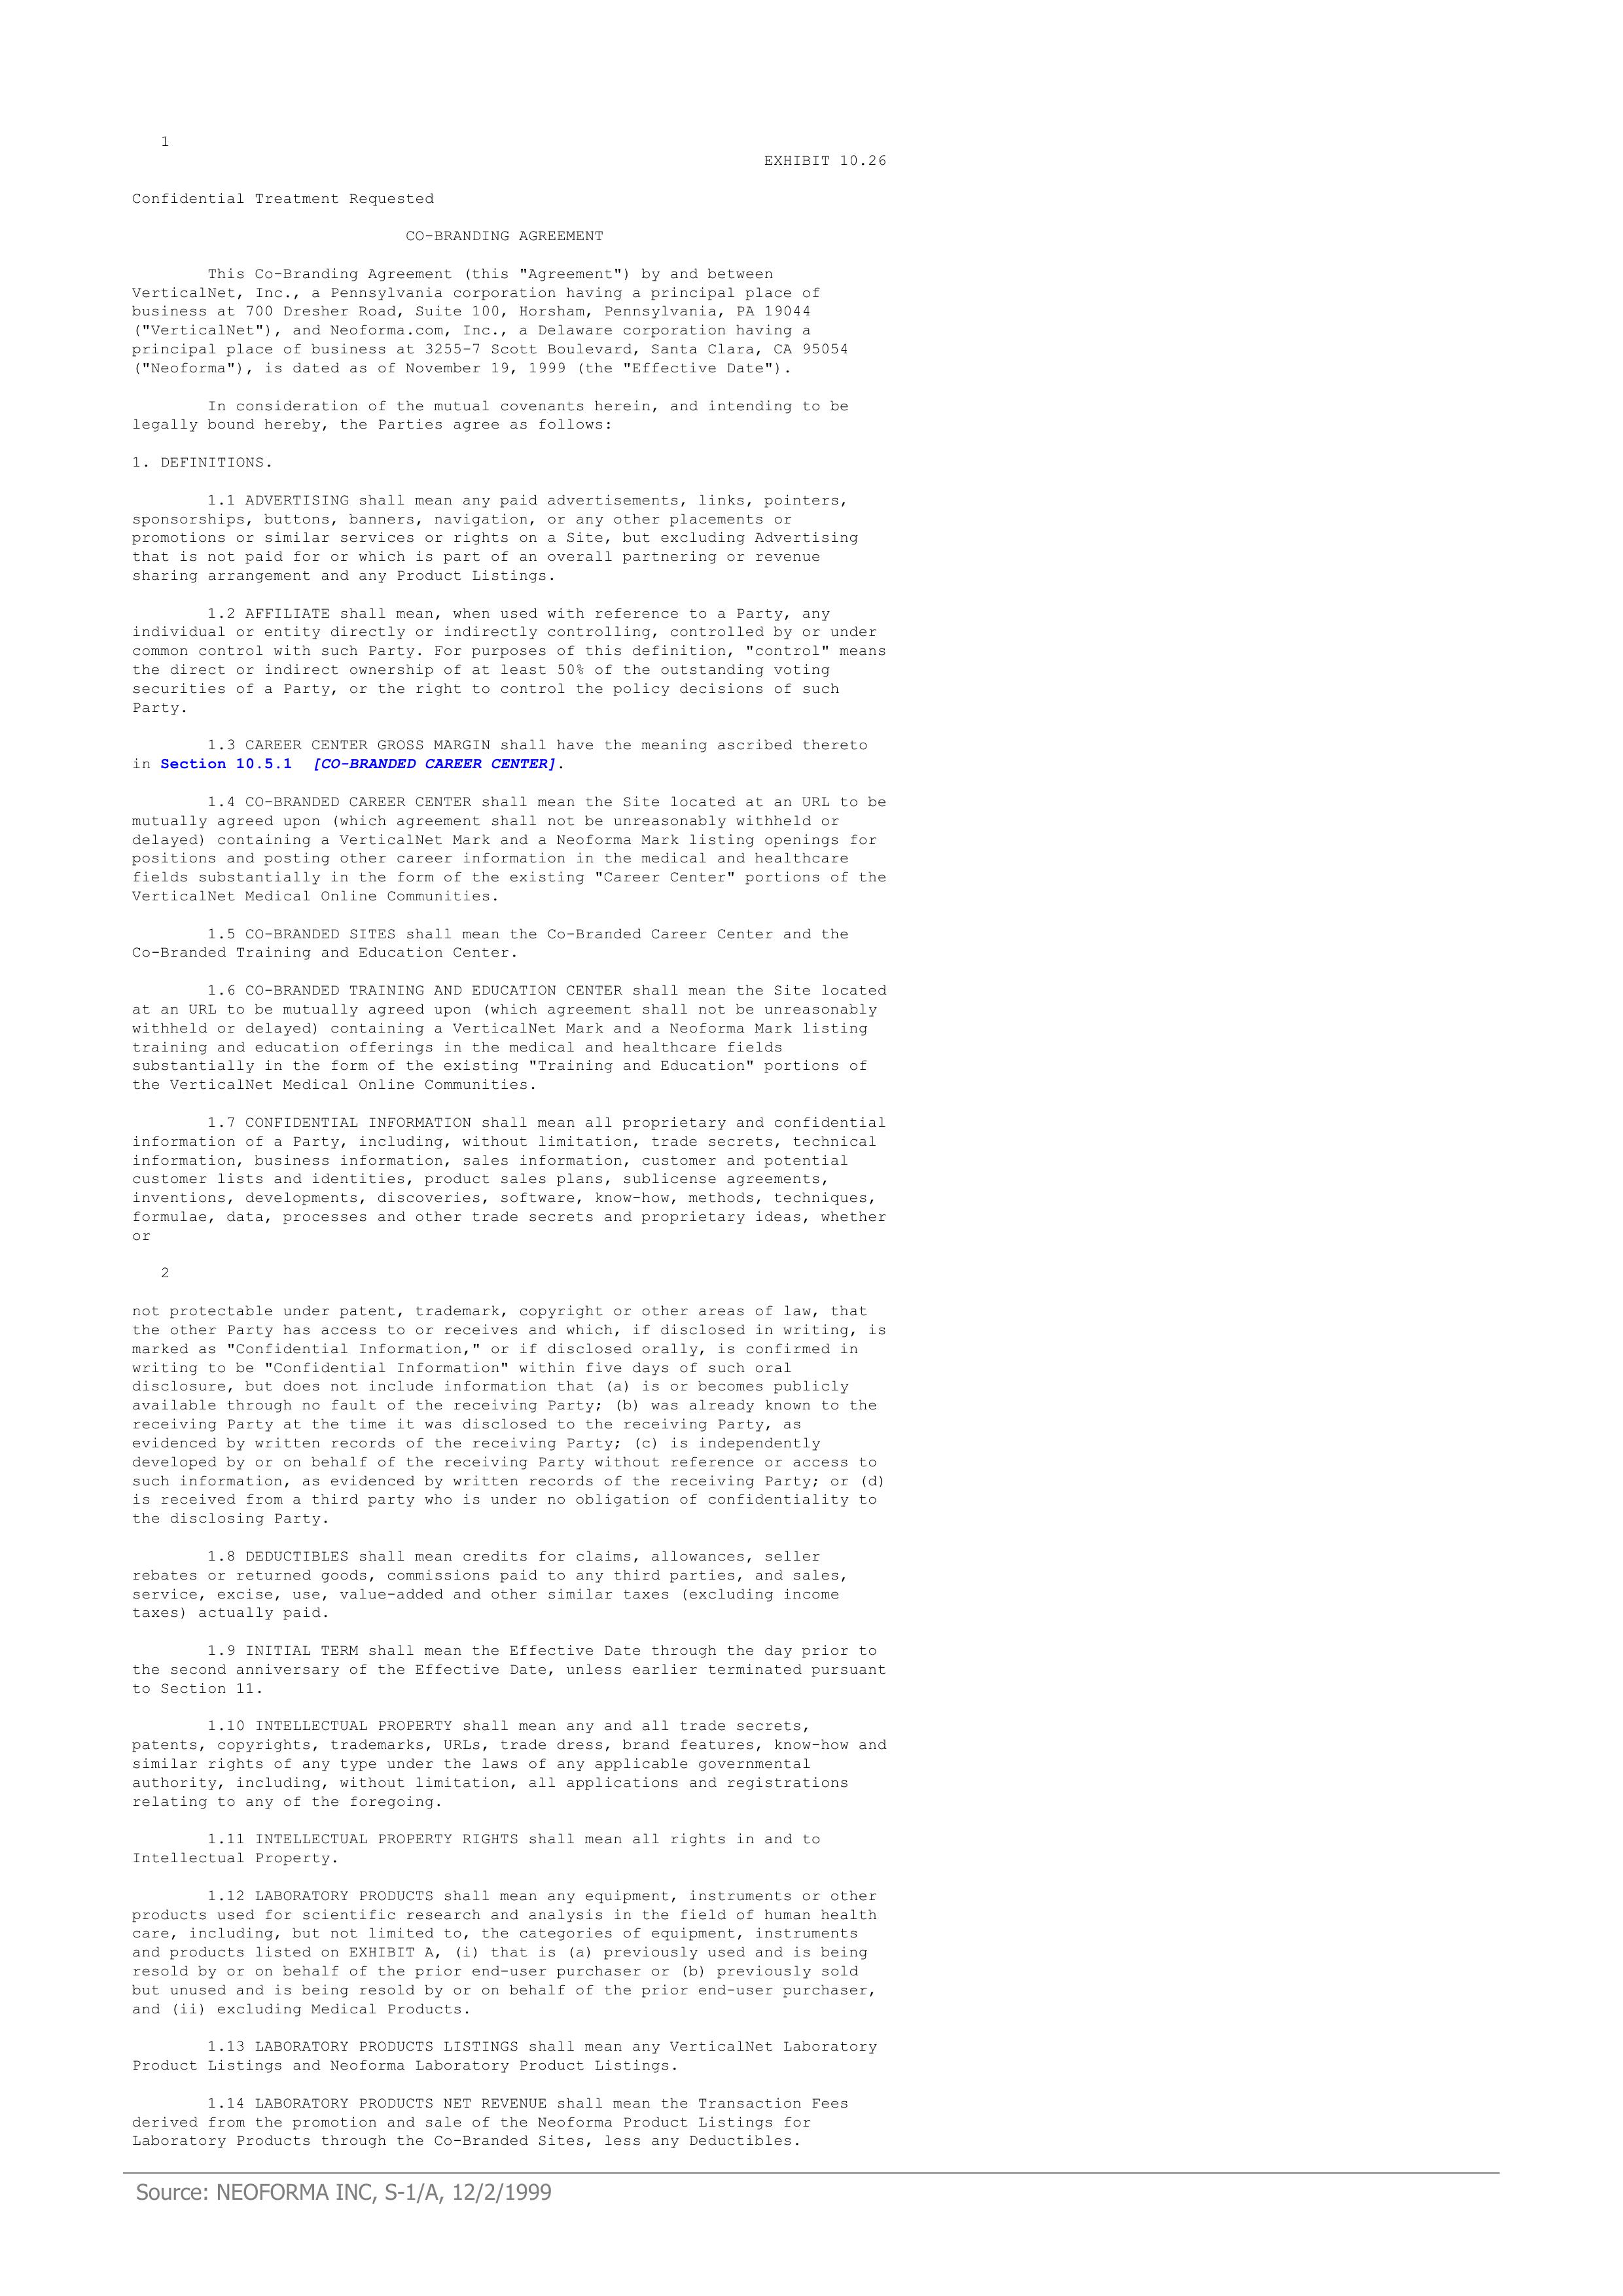 1
EXHIBIT 10.26
Confidential Treatment Requested
CO-BRANDING AGREEMENT
This Co-Branding Agreement (this "Agreement") by and between
VerticalNet, Inc., a Pennsylvania corporation having a principal place of
business at 700 Dresher Road, Suite 100, Horsham, Pennsylvania, PA 19044
("VerticalNet"), and Neoforma.com, Inc., a Delaware corporation having a
principal place of business at 3255-7 Scott Boulevard, Santa Clara, CA 95054
("Neoforma"), is dated as of November 19, 1999 (the "Effective Date").
In consideration of the mutual covenants herein, and intending to be
legally bound hereby, the Parties agree as follows:
1. DEFINITIONS.
1.1 ADVERTISING shall mean any paid advertisements, links, pointers,
sponsorships, buttons, banners, navigation, or any other placements or
promotions or similar services or rights on a Site, but excluding Advertising
that is not paid for or which is part of an overall partnering or revenue
sharing arrangement and any Product Listings.
1.2 AFFILIATE shall mean, when used with reference to a Party, any
individual or entity directly or indirectly controlling, controlled by or under
common control with such Party. For purposes of this definition, "control" means
the direct or indirect ownership of at least 50% of the outstanding voting
securities of a Party, or the right to control the policy decisions of such
Party.
1.3 CAREER CENTER GROSS MARGIN shall have the meaning ascribed thereto
in Section 10.5.1 [CO-BRANDED CAREER CENTER].
1.4 CO-BRANDED CAREER CENTER shall mean the Site located at an URL to be
mutually agreed upon (which agreement shall not be unreasonably withheld or
delayed) containing a VerticalNet Mark and a Neoforma Mark listing openings for
positions and posting other career information in the medical and healthcare
fields substantially in the form of the existing "Career Center" portions of the
VerticalNet Medical Online Communities.
1.5 CO-BRANDED SITES shall mean the Co-Branded Career Center and the
Co-Branded Training and Education Center.
1.6 CO-BRANDED TRAINING AND EDUCATION CENTER shall mean the Site located
at an URL to be mutually agreed upon (which agreement shall not be unreasonably
withheld or delayed) containing a VerticalNet Mark and a Neoforma Mark listing
training and education offerings in the medical and healthcare fields
substantially in the form of the existing "Training and Education" portions of
the VerticalNet Medical Online Communities.
1.7 CONFIDENTIAL INFORMATION shall mean all proprietary and confidential
information of a Party, including, without limitation, trade secrets, technical
information, business information, sales information, customer and potential
customer lists and identities, product sales plans, sublicense agreements,
inventions, developments, discoveries, software, know-how, methods, techniques,
formulae, data, processes and other trade secrets and proprietary ideas, whether
or
2
not protectable under patent, trademark, copyright or other areas of law, that
the other Party has access to or receives and which, if disclosed in writing, is
marked as "Confidential Information," or if disclosed orally, is confirmed in
writing to be "Confidential Information" within five days of such oral
disclosure, but does not include information that (a) is or becomes publicly
available through no fault of the receiving Party; (b) was already known to the
receiving Party at the time it was disclosed to the receiving Party, as
evidenced by written records of the receiving Party; (c) is independently
developed by or on behalf of the receiving Party without reference or access to
such information, as evidenced by written records of the receiving Party; or (d)
is received from a third party who is under no obligation of confidentiality to
the disclosing Party.
1.8 DEDUCTIBLES shall mean credits for claims, allowances, seller
rebates or returned goods, commissions paid to any third parties, and sales,
service, excise, use, value-added and other similar taxes (excluding income
taxes) actually paid.
1.9 INITIAL TERM shall mean the Effective Date through the day prior to
the second anniversary of the Effective Date, unless earlier terminated pursuant
to Section 11.
1.10 INTELLECTUAL PROPERTY shall mean any and all trade secrets,
patents, copyrights, trademarks, URLs, trade dress, brand features, know-how and
similar rights of any type under the laws of any applicable governmental
authority, including, without limitation, all applications and registrations
relating to any of the foregoing.
1.11 INTELLECTUAL PROPERTY RIGHTS shall mean all rights in and to
Intellectual Property.
1.12 LABORATORY PRODUCTS shall mean any equipment, instruments or other
products used for scientific research and analysis in the field of human health
care, including, but not limited to, the categories of equipment, instruments
and products listed on EXHIBIT A, (i) that is (a) previously used and is being
resold by or on behalf of the prior end-user purchaser or (b) previously sold
but unused and is being resold by or on behalf of the prior end-user purchaser,
and (ii) excluding Medical Products.
1.13 LABORATORY PRODUCTS LISTINGS shall mean any VerticalNet Laboratory
Product Listings and Neoforma Laboratory Product Listings.
1.14 LABORATORY PRODUCTS NET REVENUE shall mean the Transaction Fees
derived from the promotion and sale of the Neoforma Product Listings for
Laboratory Products through the Co-Branded Sites, less any Deductibles.
Source: NEOFORMA INC, S-1/A, 12/2/1999